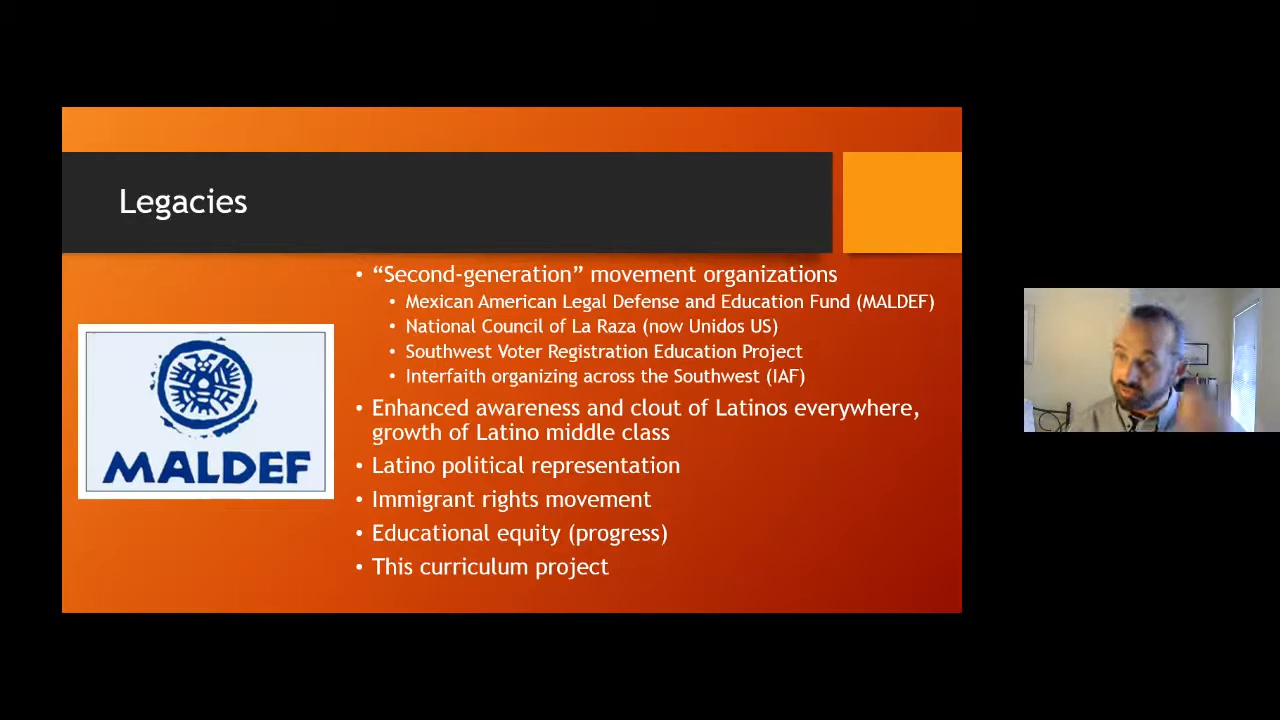 Legacies
• “Second-generation” movement organizations
• Mexican American Legal Defense and Education Fund (MALDEF)
• National Council of La Raza (now Unidos US)
• Southwest Voter Registration Education Project
• Interfaith organizing across the Southwest (IAF)
• Enhanced awareness and clout of Latinos everywhere,
growth of Latino middle class
• Latino political representation
• Immigrant rights movement
• Educational equity (progress)
• This curriculum project
MALDEF